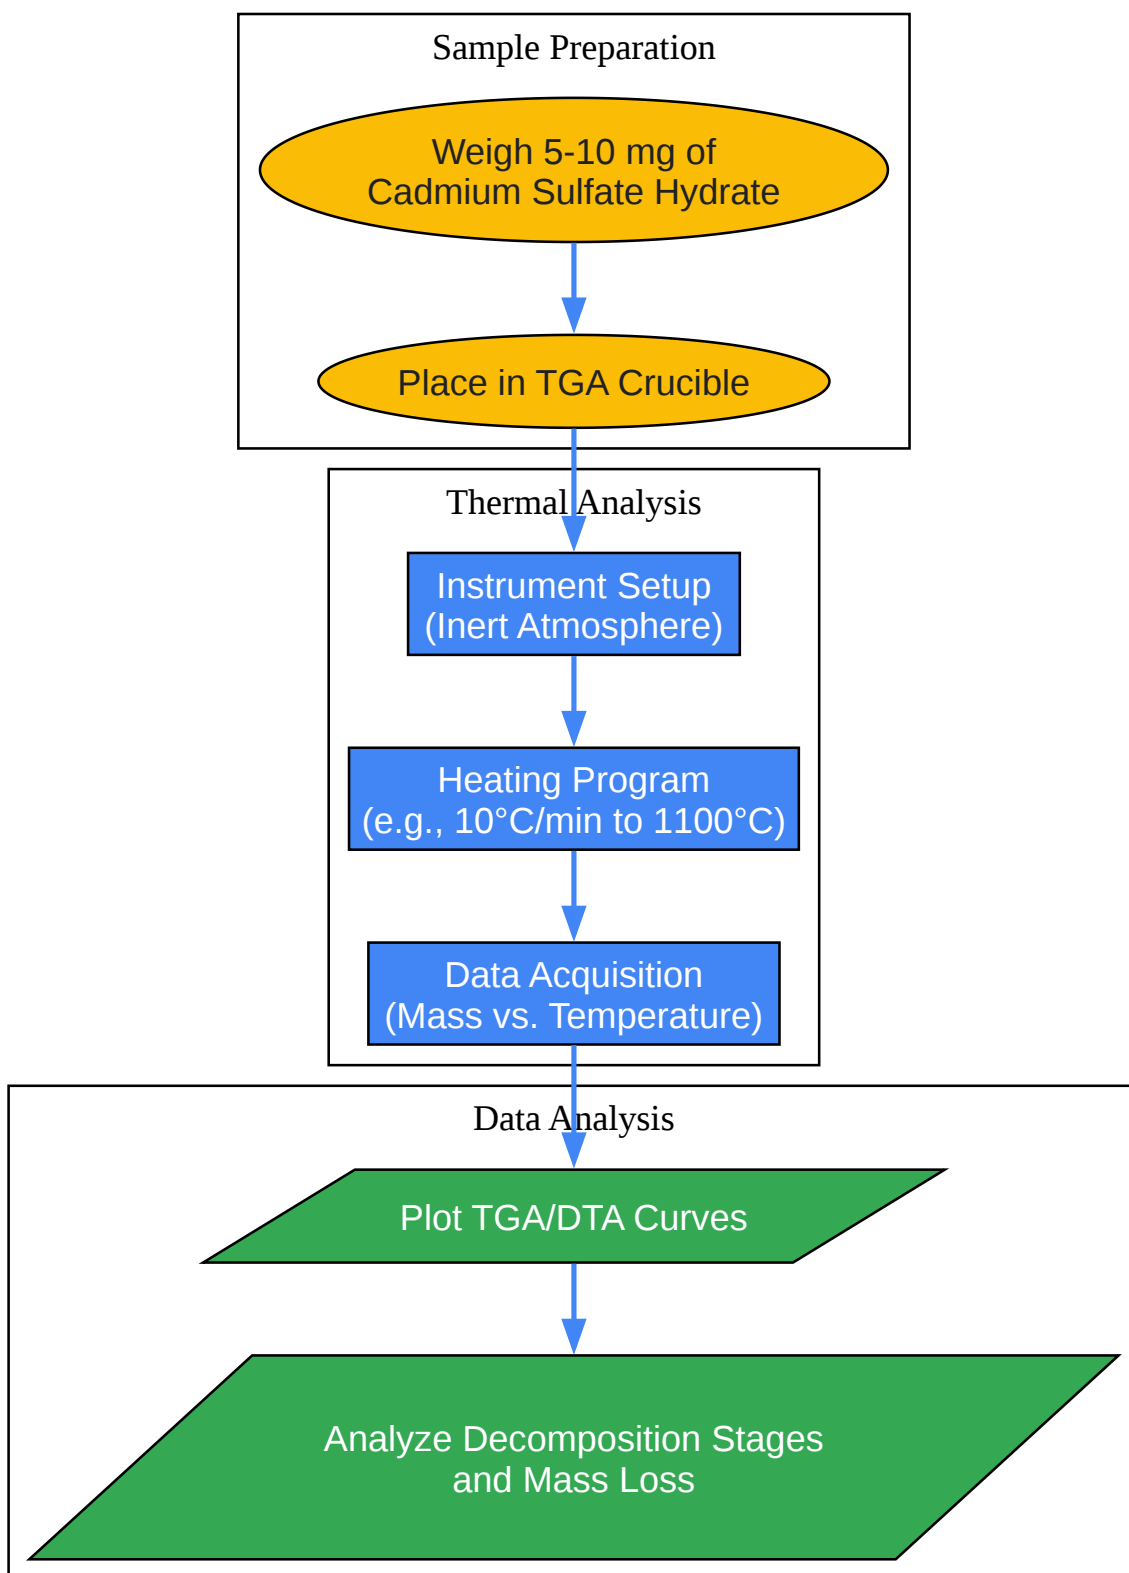 Sample Preparation
Weigh 5-10 mg of
Cadmium Sulfate Hydrate
Place in TGA Crucible
Thermal Analysis
Instrument Setup
(Inert Atmosphere)
Heating Program
(e.g., 10°C/min to 1100°C)
Data Acquisition
(Mass vs. Temperature)
Data Analysis
Plot TGA/DTA Curves
Analyze Decomposition Stages
and Mass Loss